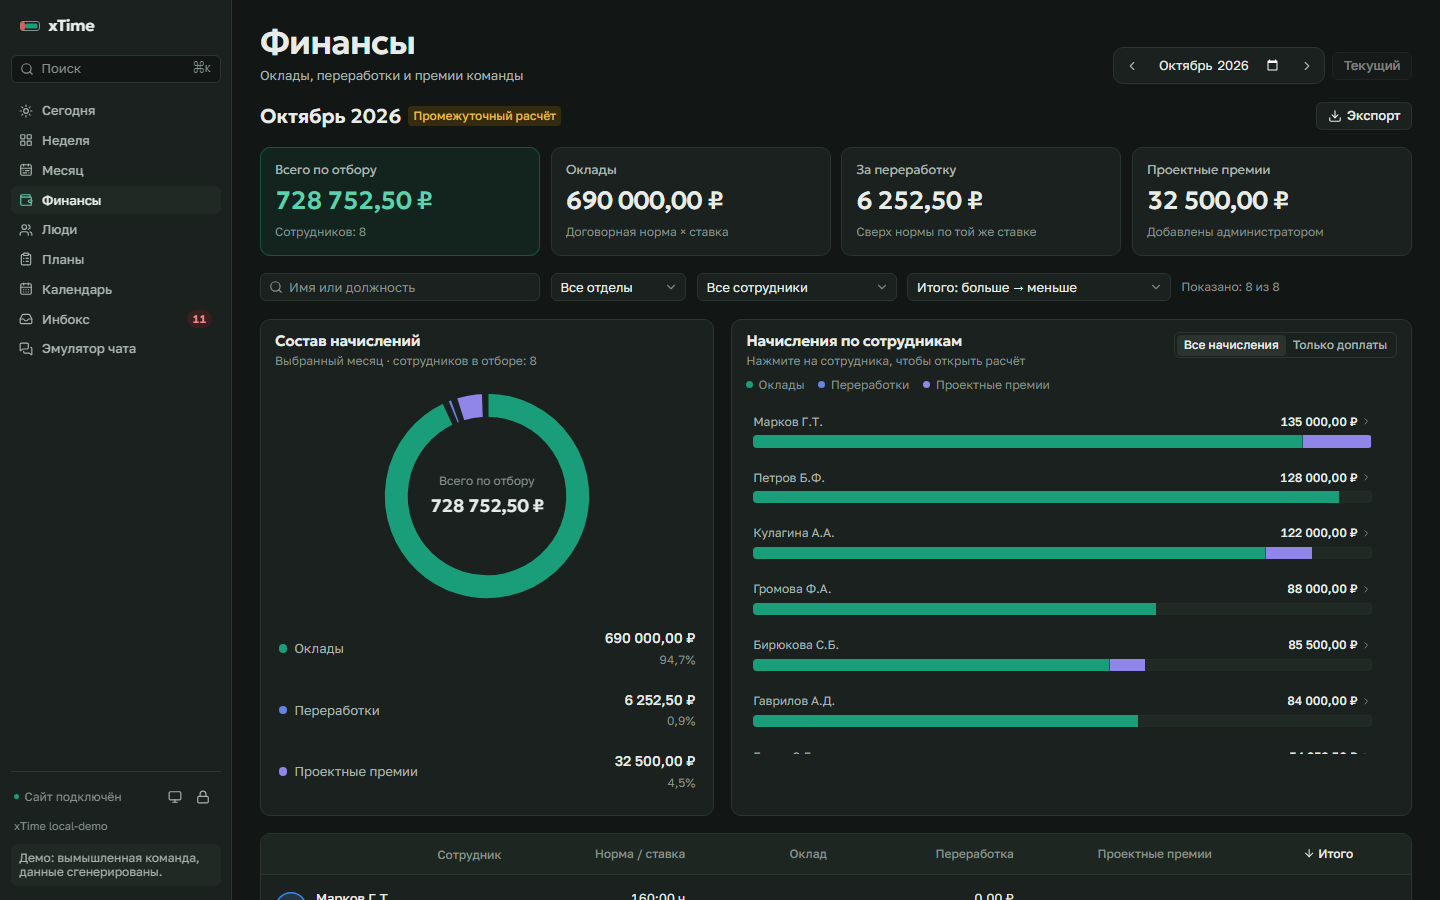 xTime
Поиск
⌘K
Сегодня
Неделя
Месяц
Финансы
Люди
Планы
Календарь
Инбокс 11
Эмулятор чата
Сайт подключён
xTime local-demo
Демо: вымышленная команда,
данные сгенерированы.
Финансы
Оклады, переработки и премии команды
Октябрь 2026
Текущий
Октябрь 2026 Промежуточный расчёт
Экспорт
Всего по отбору
728 752,50 ₽
Сотрудников: 8
Оклады
690 000,00 ₽
Договорная норма × ставка
За переработку
6 252,50 ₽
Сверх нормы по той же ставке
Проектные премии
32 500,00 ₽
Добавлены администратором
Имя или должность
Все отделы
Все сотрудники
Итого: больше → меньше
Показано: 8 из 8
Состав начислений
Выбранный месяц · сотрудников в отборе: 8
Всего по отбору
728 752,50 ₽
Оклады 690 000,00 ₽
94,7%
Переработки 6 252,50 ₽
0,9%
Проектные премии 32 500,00 ₽
4,5%
Начисления по сотрудникам
Нажмите на сотрудника, чтобы открыть расчёт
Все начисления Только доплаты
Оклады Переработки Проектные премии
Марков Г.Т. 135 000,00 ₽
Петров Б.Ф. 128 000,00 ₽
Кулагина А.А. 122 000,00 ₽
Громова Ф.А. 88 000,00 ₽
Бирюкова С.Б. 85 500,00 ₽
Гаврилов А.Д. 84 000,00 ₽
Сотрудник Норма / ставка Оклад Переработка Проектные премии ↓ Итого
Марков Г.Т. 160:00 ч 0,00 ₽